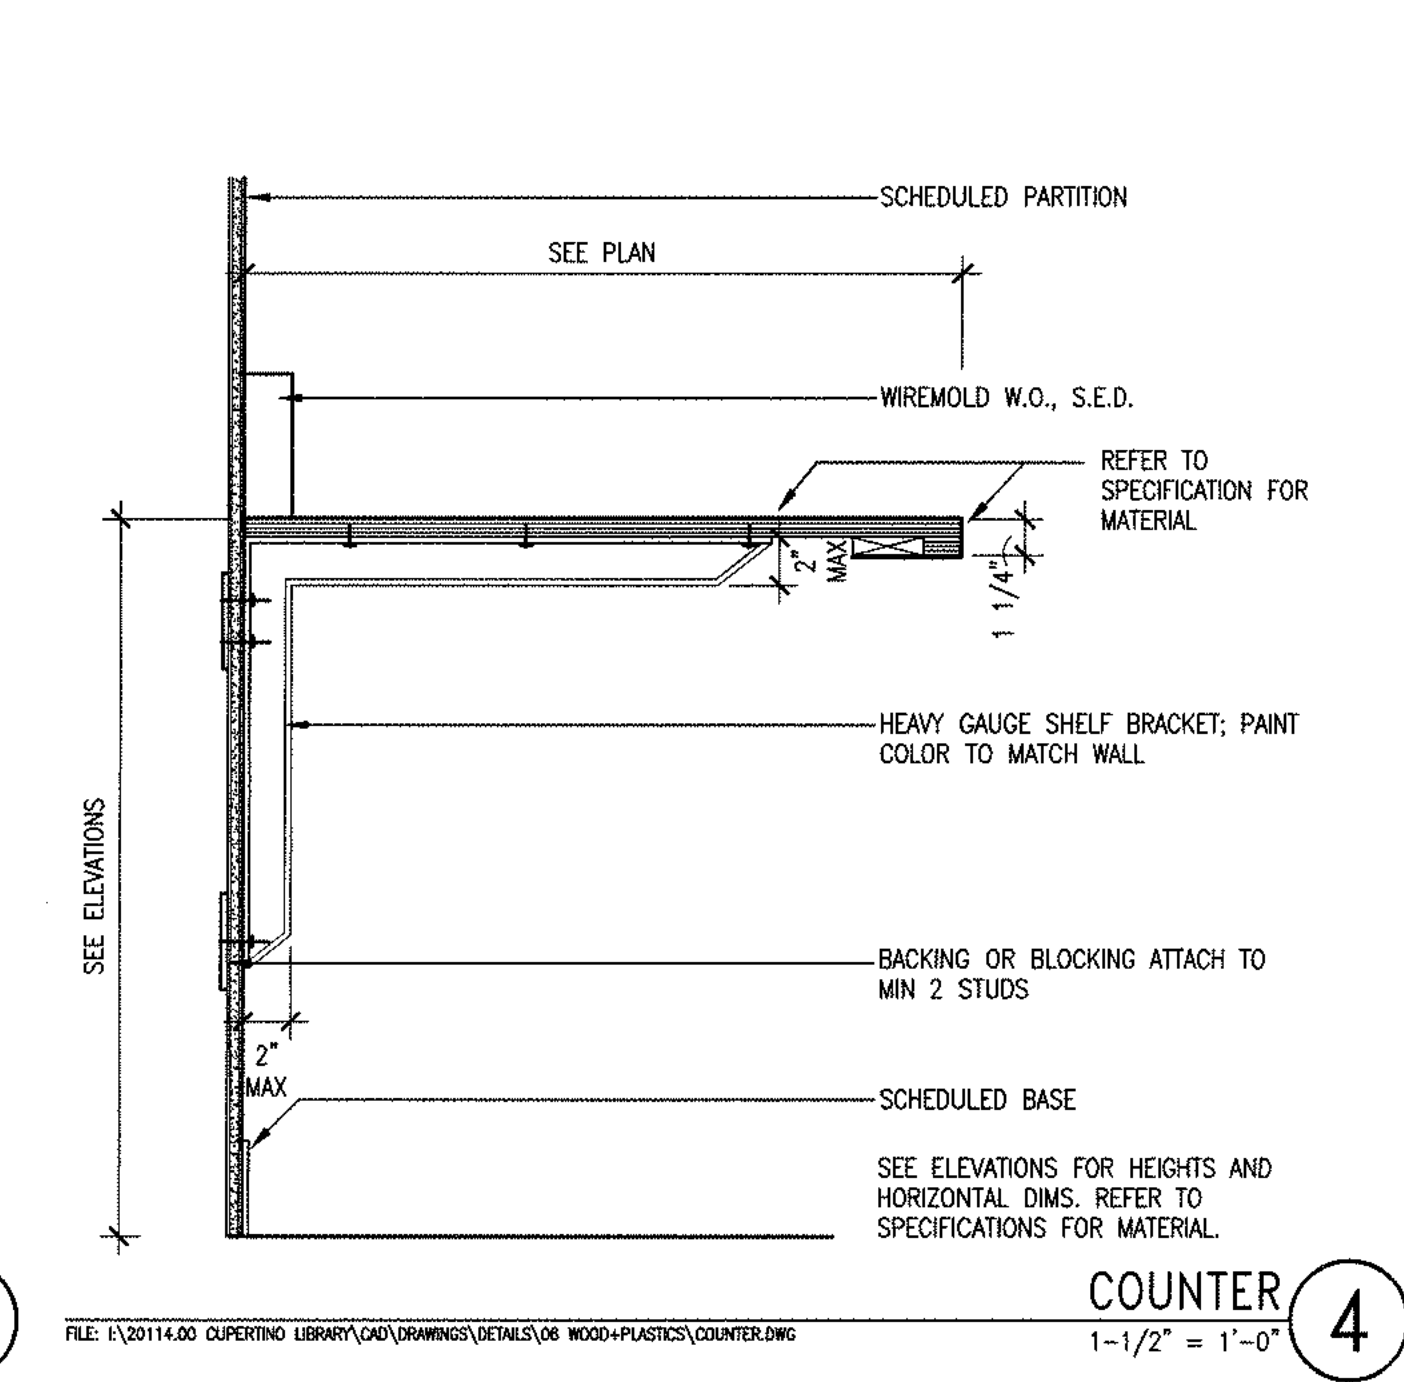 SCHEDULED PARTITION
SEE PLAN
WIREMOLD W.O., S.E.D.
REFER TO
SPECIFICATION FOR
MATERIAL
2"
MAX
1 1/4"
HEAVY GAUGE SHELF BRACKET; PAINT
COLOR TO MATCH WALL
SEE ELEVATIONS
BACKING OR BLOCKING ATTACH TO
MIN 2 STUDS
2"
MAX
SCHEDULED BASE
SEE ELEVATIONS FOR HEIGHTS AND
HORIZONTAL DIMS. REFER TO
SPECIFICATIONS FOR MATERIAL.
COUNTER
4
1-1/2" = 1'-0"
FILE: I:\20114.00 CUPERTINO LIBRARY\CAD\DRAWINGS\DETAILS\06 WOOD+PLASTICS\COUNTER.DWG